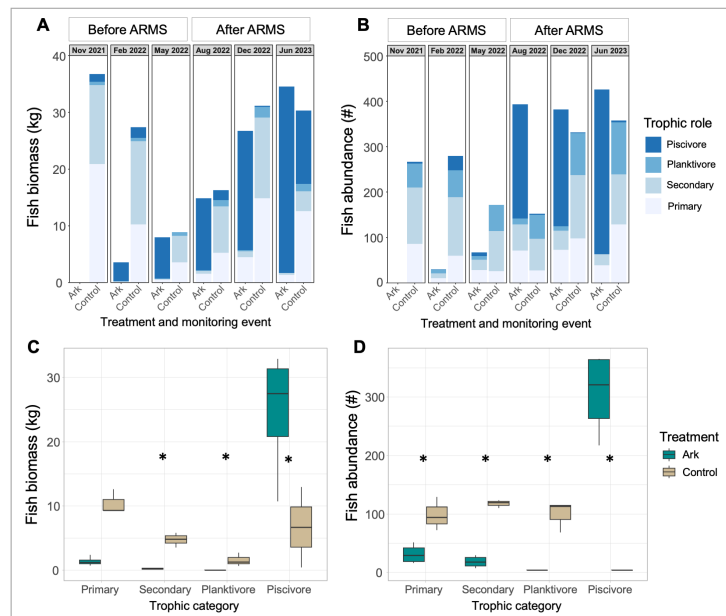 A
Before ARMS After ARMS
Nov 2021 Feb 2022 May 2022 Aug 2022 Dec 2022 Jun 2023
40
30
20
10
0
Fish biomass (kg)
Ark Control Ark Control Ark Control Ark Control Ark Control Ark Control
Treatment and monitoring event
B
Before ARMS After ARMS
Nov 2021 Feb 2022 May 2022 Aug 2022 Dec 2022 Jun 2023
500
400
300
200
100
0
Fish abundance (#)
Ark Control Ark Control Ark Control Ark Control Ark Control Ark Control
Treatment and monitoring event
Trophic role
Piscivore
Planktivore
Secondary
Primary
C
30
20
10
0
Fish biomass (kg)
* * *
Primary Secondary Planktivore Piscivore
Trophic category
D
300
200
100
0
Fish abundance (#)
* * * *
Primary Secondary Planktivore Piscivore
Trophic category
Treatment
Ark
Control